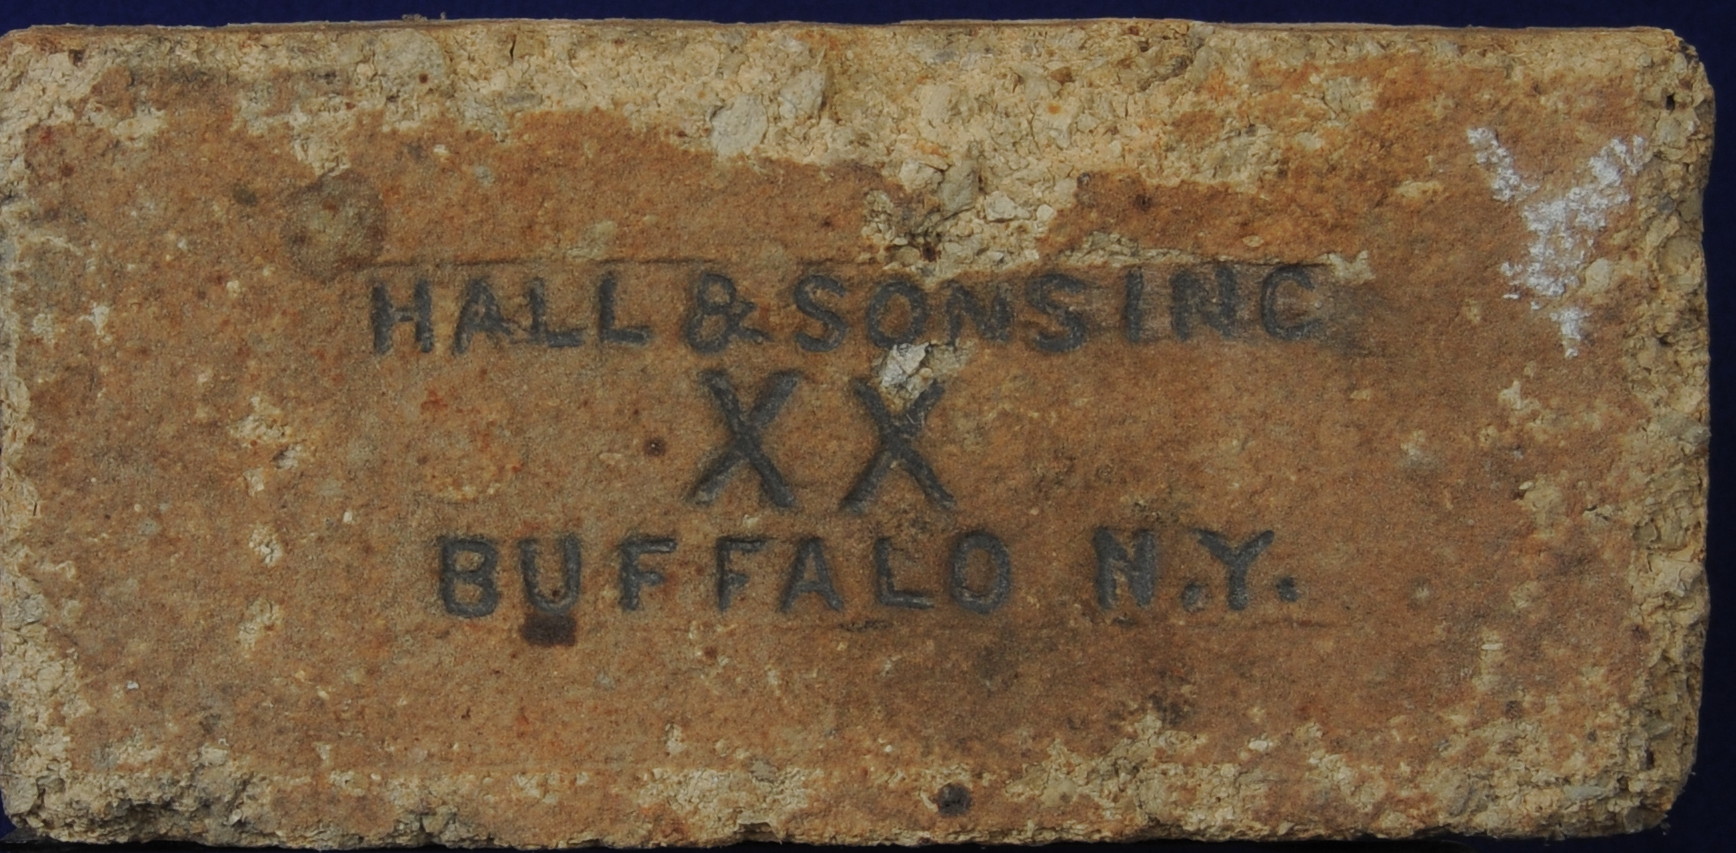 HALL & SONS INC
XX
BUFFALO N.Y.